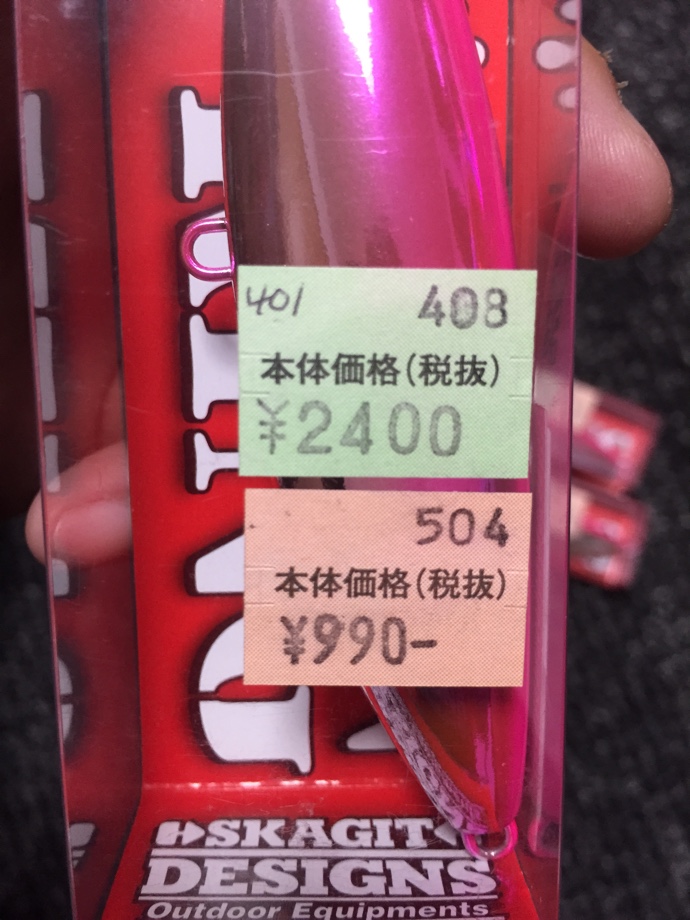 401 408
本体価格(税抜)
¥2400
504
本体価格(税抜)
¥990-
SKAGIT
DESIGNS
Outdoor Equipments